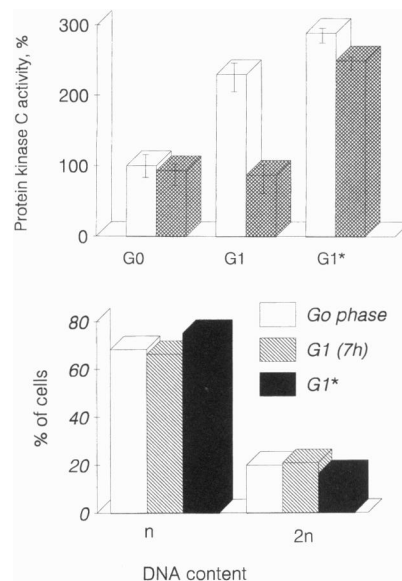 Protein kinase C activity, %
300
200
100
0
G0 G1 G1*
% of cells
80
60
40
20
0
Go phase
G1 (7h)
G1*
n 2n
DNA content